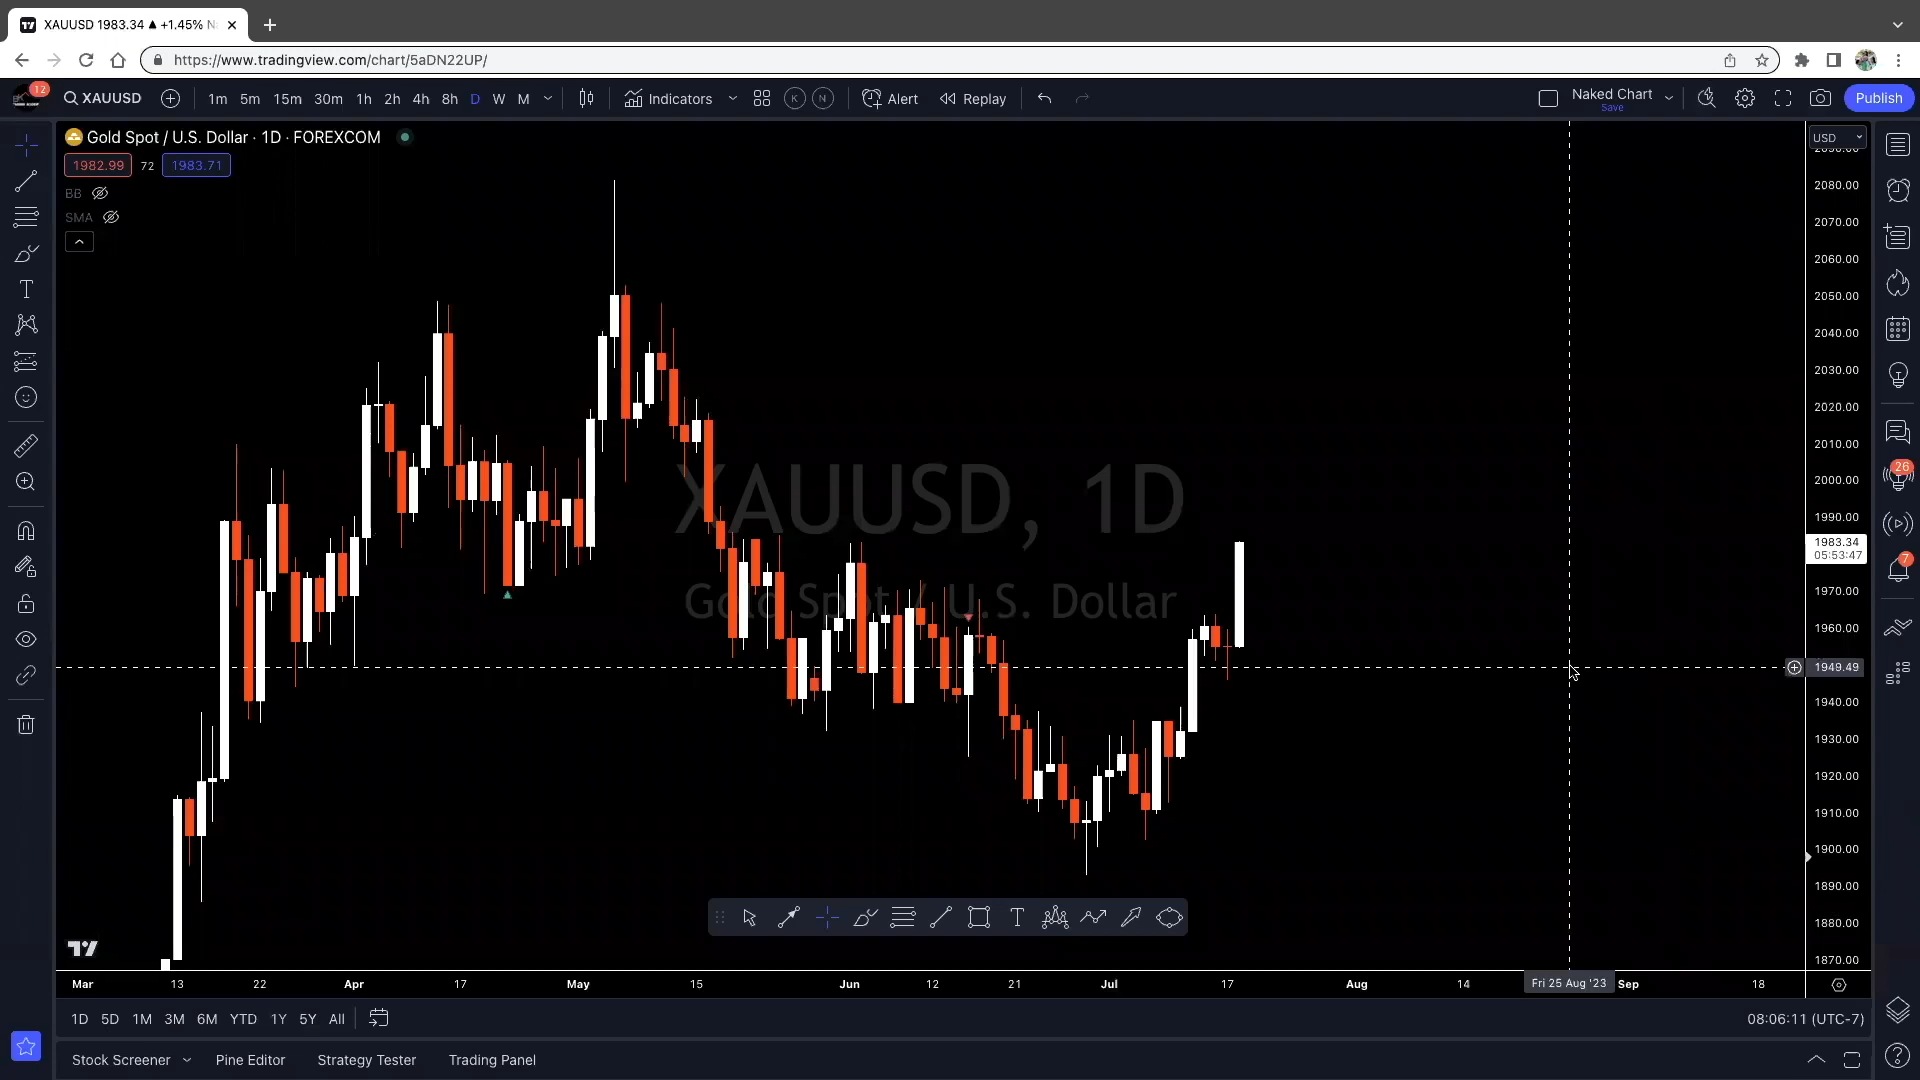 XAUUSD 1983.34 ▲ +1.45% N
https://www.tradingview.com/chart/5aDN22UP/
12
XAUUSD 1m 5m 15m 30m 1h 2h 4h 8h D W M Indicators K N Alert Replay Naked Chart Save Publish
Gold Spot / U.S. Dollar · 1D · FOREXCOM
USD
1982.99 72 1983.71
BB
SMA
2080.00
2070.00
2060.00
2050.00
2040.00
2030.00
2020.00
2010.00
2000.00
1990.00
XAUUSD, 1D
Gold Spot / U.S. Dollar
1983.34
05:53:47
1970.00
1960.00
1949.49
1940.00
1930.00
1920.00
1910.00
1900.00
1890.00
1880.00
1870.00
26
7
T
T
Mar 13 22 Apr 17 May 15 Jun 12 21 Jul 17 Aug 14 Fri 25 Aug '23 Sep 18
1D 5D 1M 3M 6M YTD 1Y 5Y All 08:06:11 (UTC-7)
Stock Screener Pine Editor Strategy Tester Trading Panel